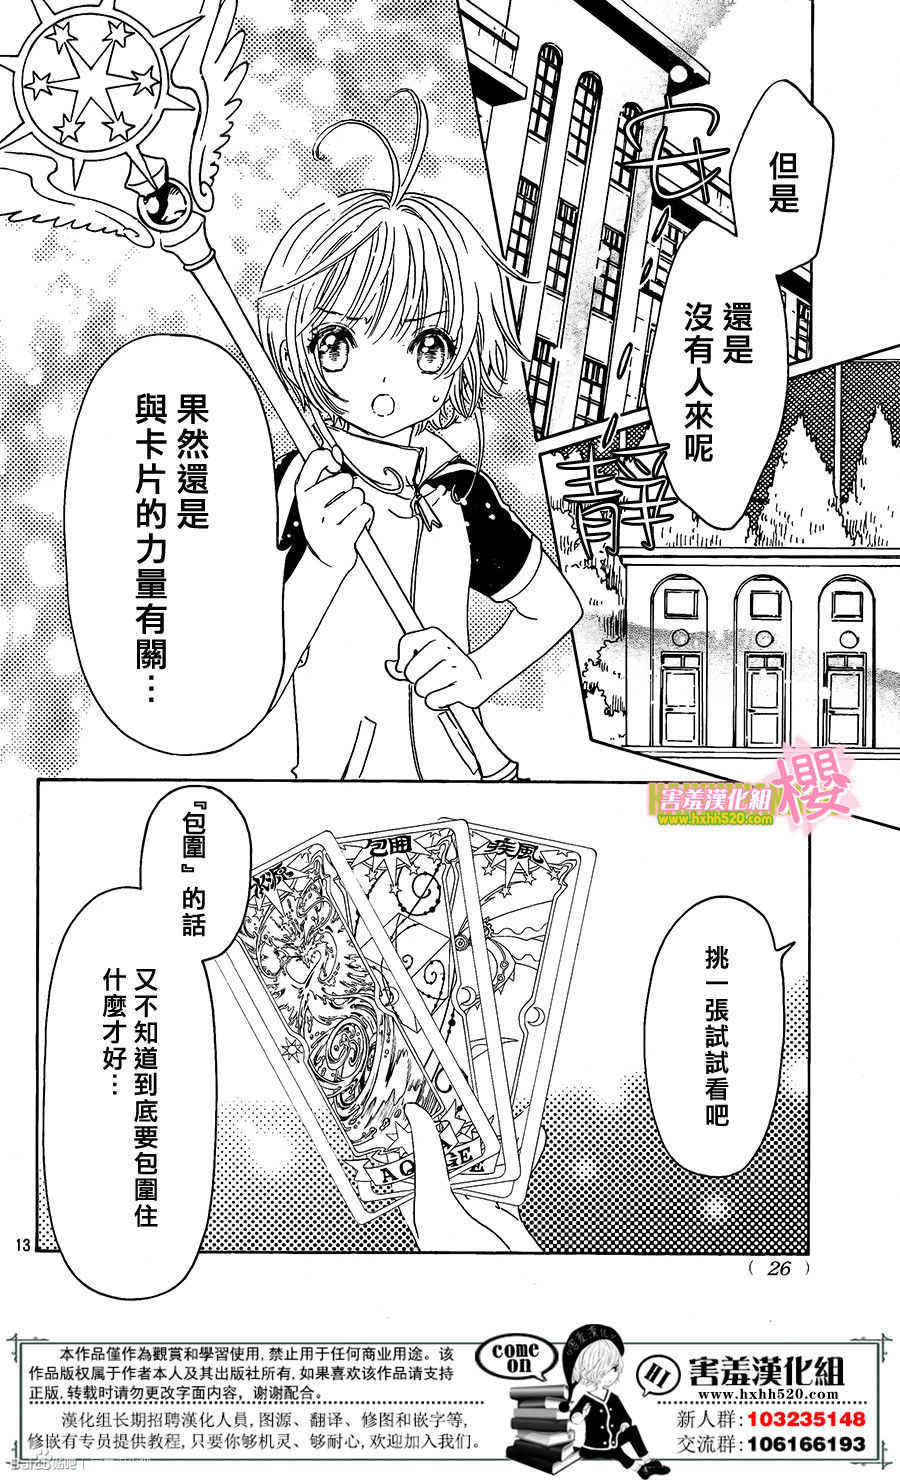 但是
還是
沒有人來呢
静
果然還是
與卡片的力量有關…
害羞漢化組
www.hxhh520.com
櫻
疾風
包囲
水源
AQ
GE
挑一張試試看吧
『包圍』的話
又不知道到底要包圍住
什麼才好…
13
( 26 )
本作品僅作為觀賞和學習使用,禁止用于任何商业用途。该
作品版权属于作者本人及其出版社所有,如果喜欢该作品请支持
正版,转载时请勿更改字面内容，谢谢配合。
漢化组长期招聘漢化人員,图源、翻译、修图和嵌字等,
修嵌有专员提供教程,只要你够机灵、够耐心,欢迎加入我们。
come on
HI
害羞漢化組
www.hxhh520.com
新人群:103235148
交流群:106166193